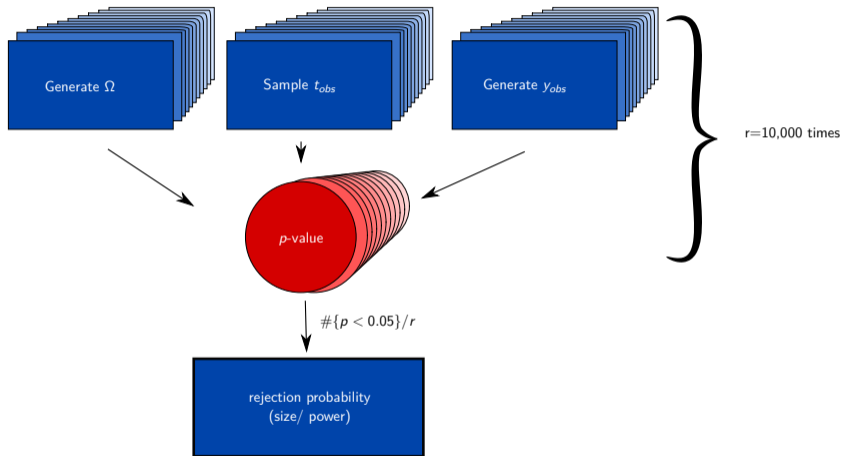 Generate Ω
Sample t_obs
Generate y_obs
r=10,000 times
p-value
#{p < 0.05}/r
rejection probability
(size/ power)